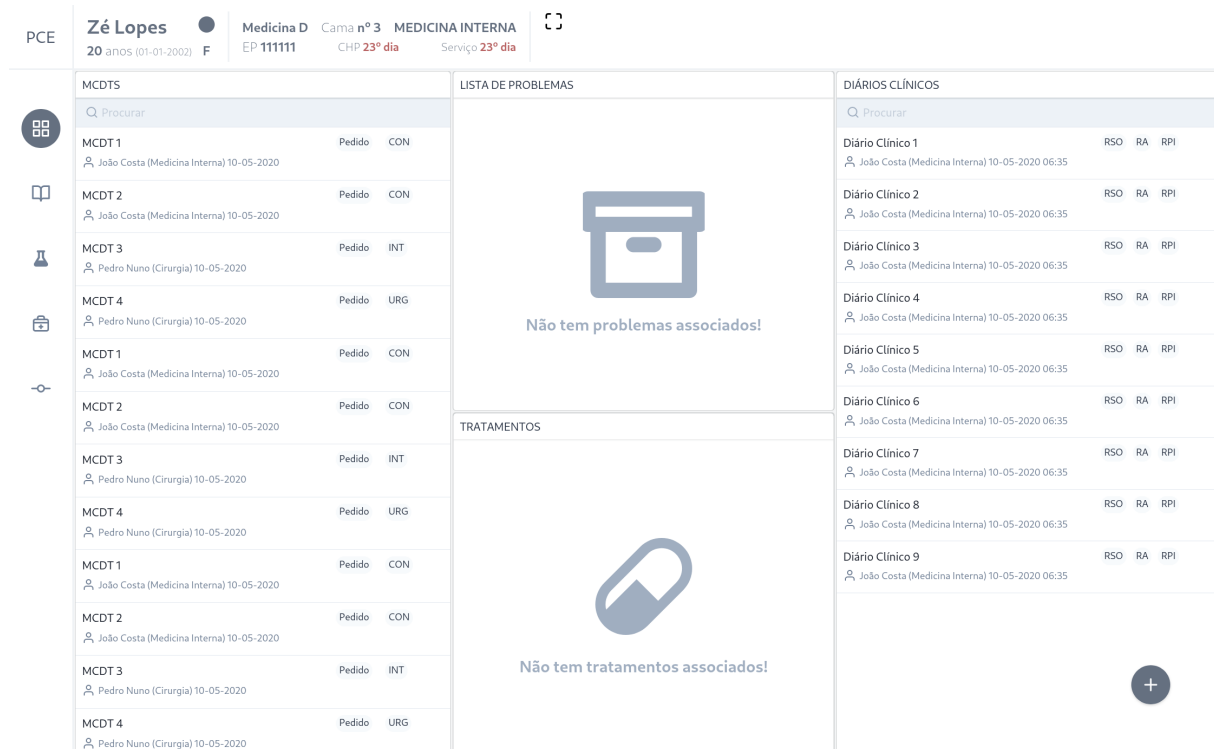 PCE
Zé Lopes
20 anos (01-01-2002) F
Medicina D Cama nº 3 MEDICINA INTERNA
EP 111111 CHP 23º dia Serviço 23º dia
MCDTS
Procurar
MCDT 1 Pedido CON
João Costa (Medicina Interna) 10-05-2020
MCDT 2 Pedido CON
João Costa (Medicina Interna) 10-05-2020
MCDT 3 Pedido INT
Pedro Nuno (Cirurgia) 10-05-2020
MCDT 4 Pedido URG
Pedro Nuno (Cirurgia) 10-05-2020
MCDT 1 Pedido CON
João Costa (Medicina Interna) 10-05-2020
MCDT 2 Pedido CON
João Costa (Medicina Interna) 10-05-2020
MCDT 3 Pedido INT
Pedro Nuno (Cirurgia) 10-05-2020
MCDT 4 Pedido URG
Pedro Nuno (Cirurgia) 10-05-2020
MCDT 1 Pedido CON
João Costa (Medicina Interna) 10-05-2020
MCDT 2 Pedido CON
João Costa (Medicina Interna) 10-05-2020
MCDT 3 Pedido INT
Pedro Nuno (Cirurgia) 10-05-2020
MCDT 4 Pedido URG
Pedro Nuno (Cirurgia) 10-05-2020
LISTA DE PROBLEMAS
Não tem problemas associados!
TRATAMENTOS
Não tem tratamentos associados!
DIÁRIOS CLÍNICOS
Procurar
Diário Clínico 1 RSO RA RPI
João Costa (Medicina Interna) 10-05-2020 06:35
Diário Clínico 2 RSO RA RPI
João Costa (Medicina Interna) 10-05-2020 06:35
Diário Clínico 3 RSO RA RPI
João Costa (Medicina Interna) 10-05-2020 06:35
Diário Clínico 4 RSO RA RPI
João Costa (Medicina Interna) 10-05-2020 06:35
Diário Clínico 5 RSO RA RPI
João Costa (Medicina Interna) 10-05-2020 06:35
Diário Clínico 6 RSO RA RPI
João Costa (Medicina Interna) 10-05-2020 06:35
Diário Clínico 7 RSO RA RPI
João Costa (Medicina Interna) 10-05-2020 06:35
Diário Clínico 8 RSO RA RPI
João Costa (Medicina Interna) 10-05-2020 06:35
Diário Clínico 9 RSO RA RPI
João Costa (Medicina Interna) 10-05-2020 06:35